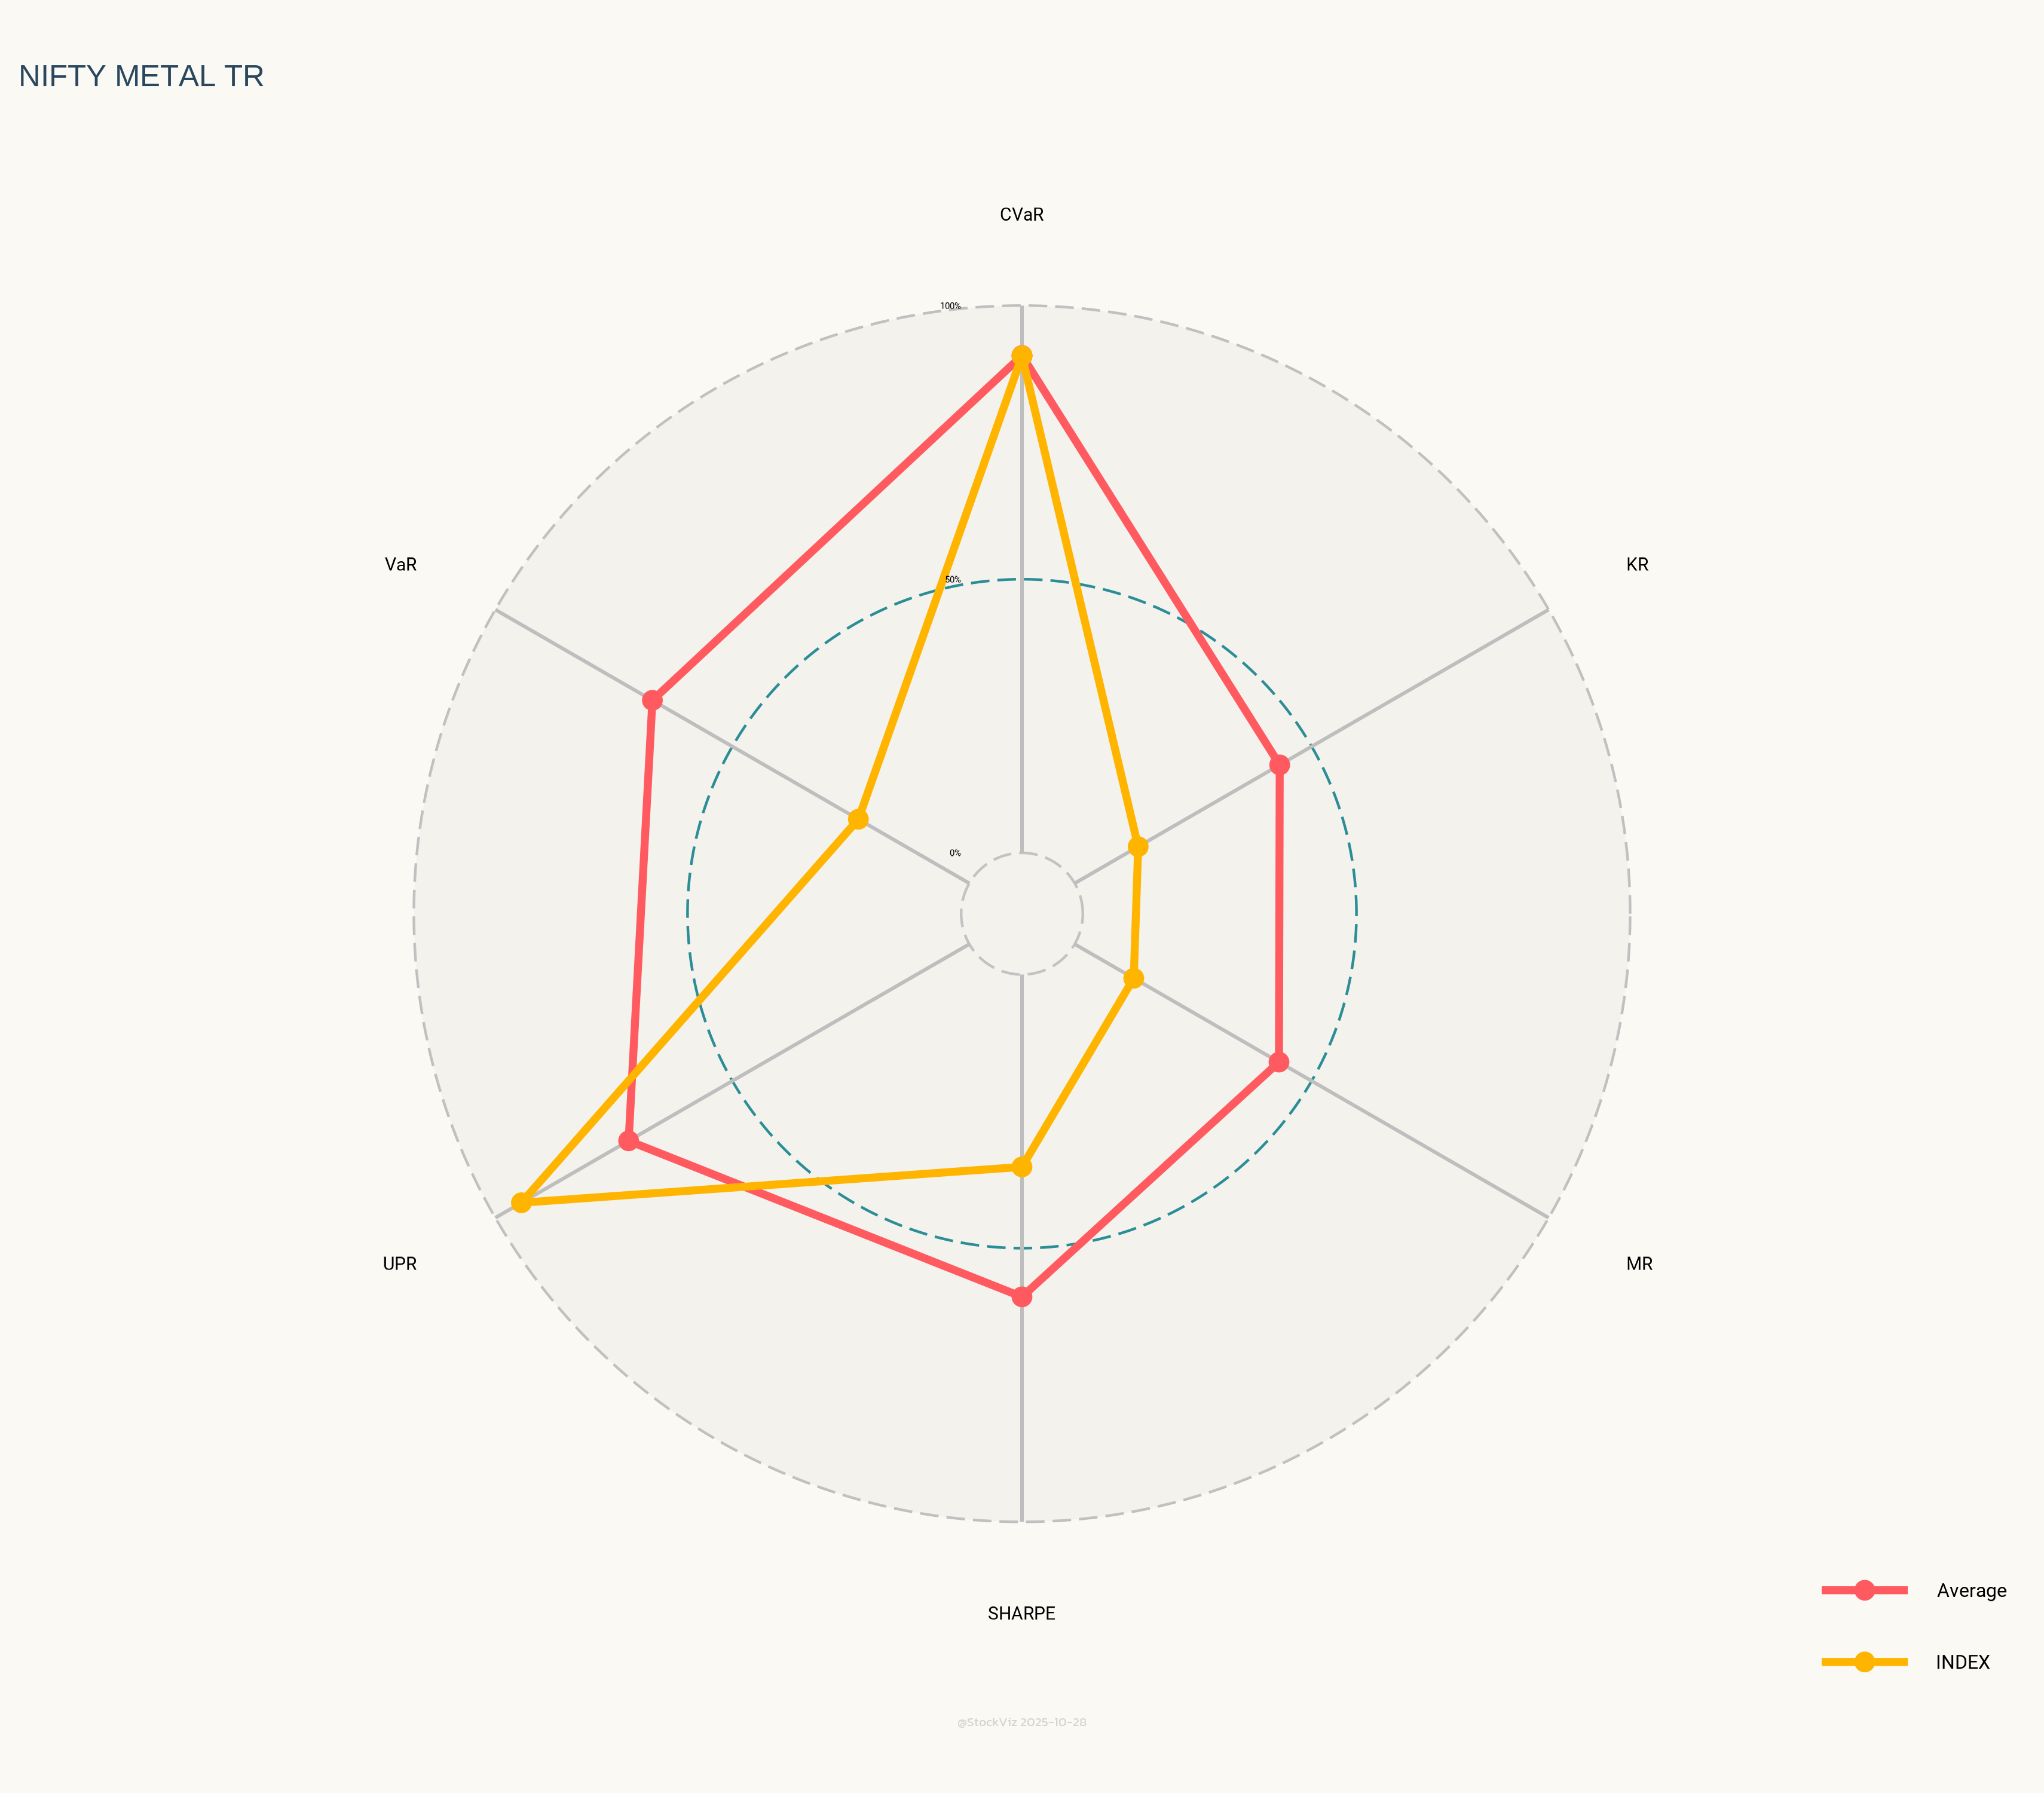 NIFTY METAL TR
CVaR
100%
VaR
KR
50%
0%
UPR
MR
SHARPE
Average
INDEX
@StockViz 2025-10-28